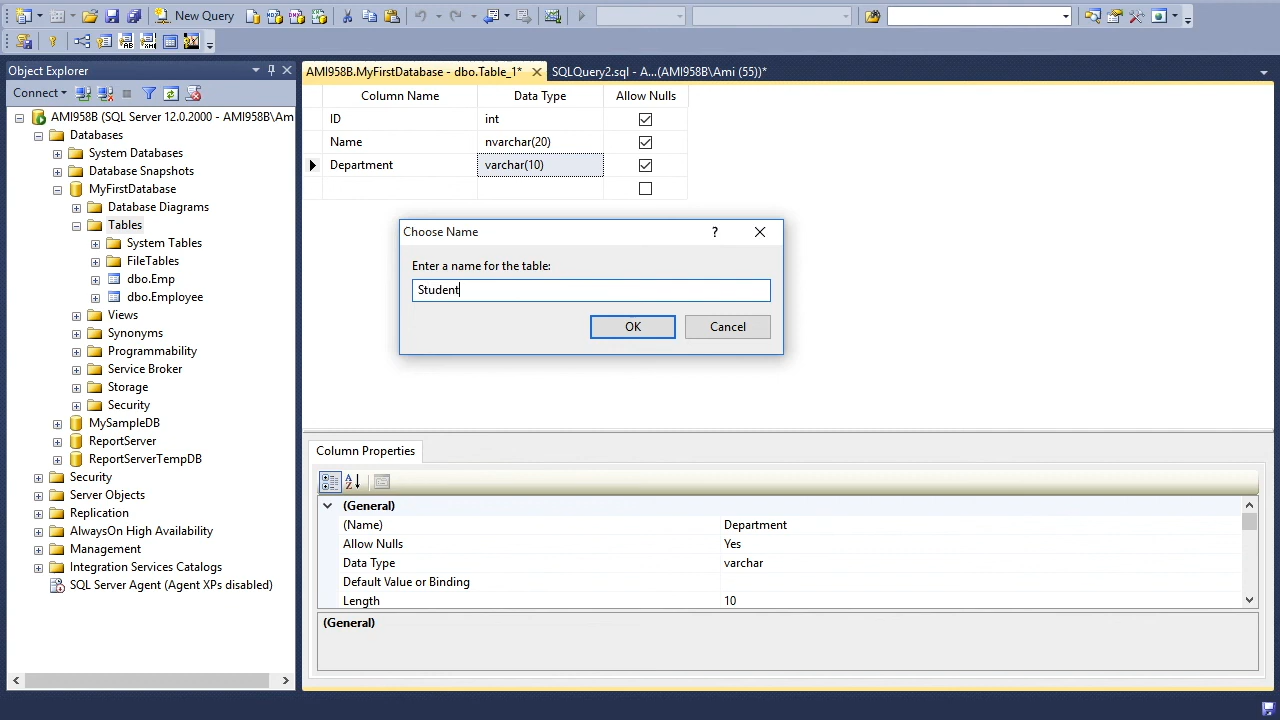 New Query
Object Explorer
Connect
AMI958B (SQL Server 12.0.2000 - AMI958B\Am
Databases
System Databases
Database Snapshots
MyFirstDatabase
Database Diagrams
Tables
System Tables
FileTables
dbo.Emp
dbo.Employee
Views
Synonyms
Programmability
Service Broker
Storage
Security
MySampleDB
ReportServer
ReportServerTempDB
Security
Server Objects
Replication
AlwaysOn High Availability
Management
Integration Services Catalogs
SQL Server Agent (Agent XPs disabled)
AMI958B.MyFirstDatabase - dbo.Table_1* SQLQuery2.sql - A...(AMI958B\Ami (55))*
Column Name Data Type Allow Nulls
ID int
Name nvarchar(20)
Department varchar(10)
Choose Name ?
Enter a name for the table:
Student
OK Cancel
Column Properties
(General)
(Name) Department
Allow Nulls Yes
Data Type varchar
Default Value or Binding
Length 10
(General)